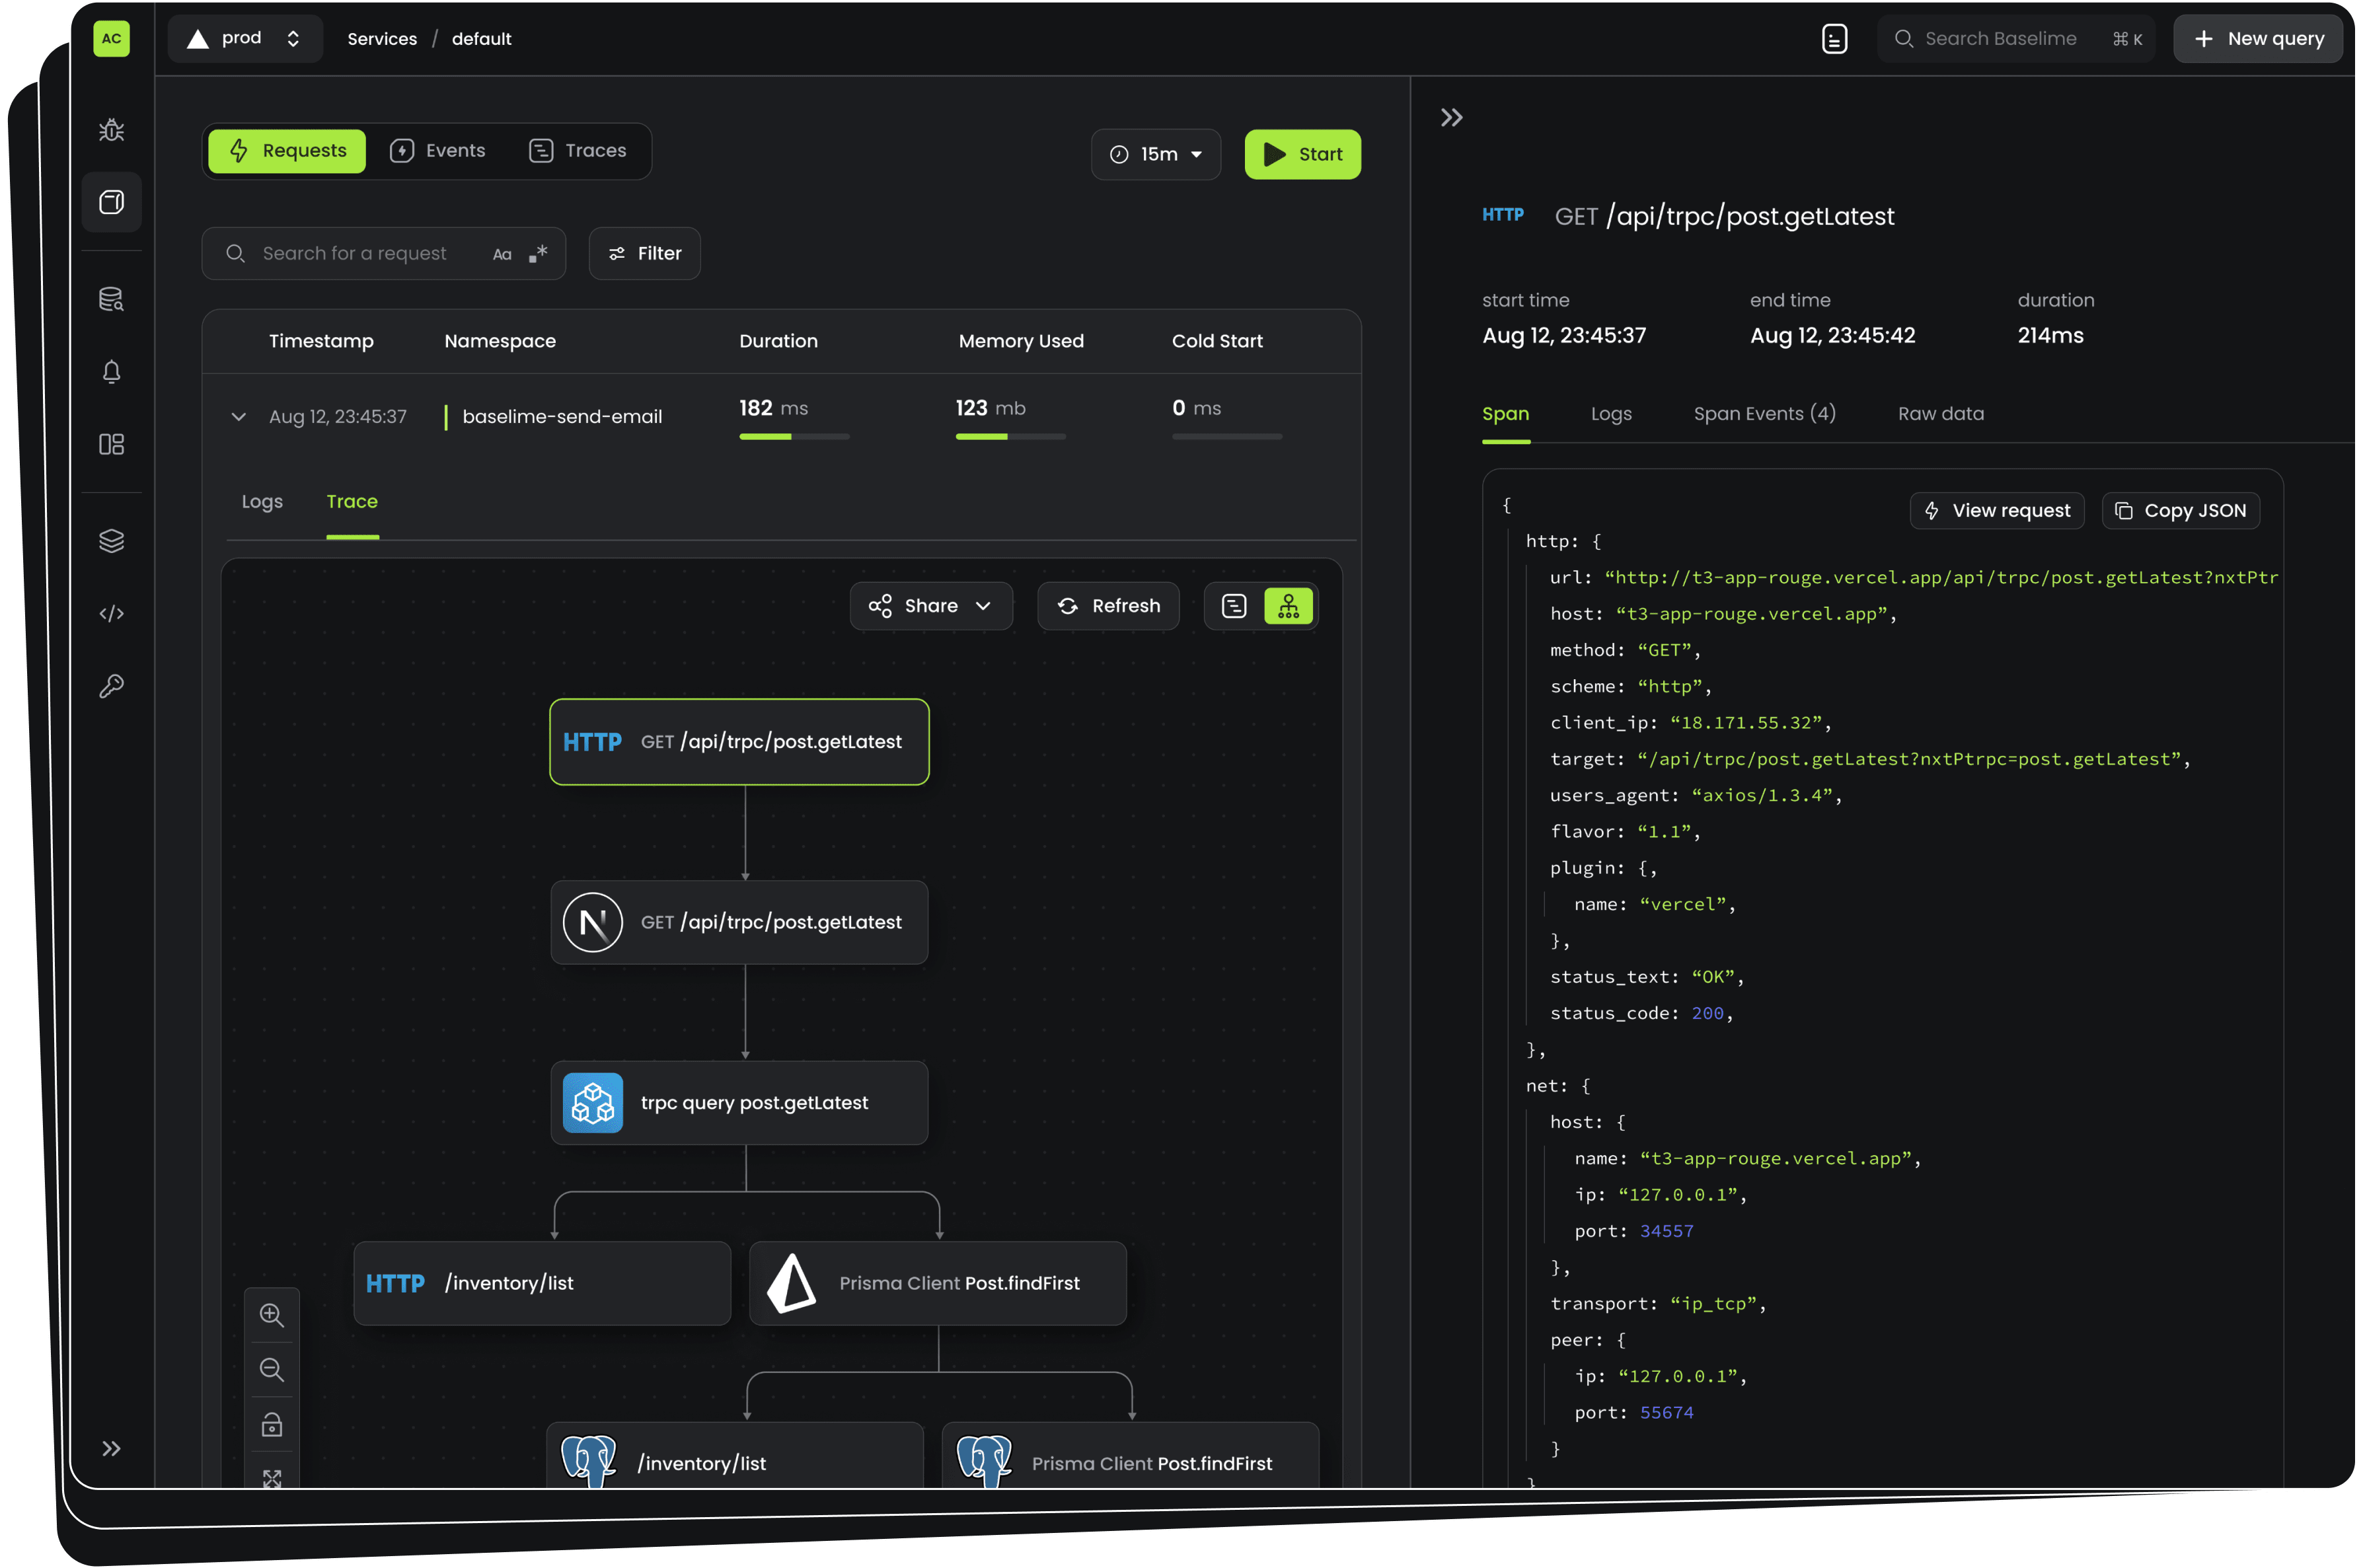 AC
prod
Services / default
Search Baselime ⌘ K
+ New query
Requests
Events
Traces
15m
Start
Search for a request Aa .*
Filter
Timestamp Namespace Duration Memory Used Cold Start
Aug 12, 23:45:37 baselime-send-email 182 ms 123 mb 0 ms
Logs Trace
Share
Refresh
HTTP GET /api/trpc/post.getLatest
N GET /api/trpc/post.getLatest
trpc query post.getLatest
HTTP /inventory/list
Prisma Client Post.findFirst
/inventory/list
Prisma Client Post.findFirst
HTTP GET /api/trpc/post.getLatest
start time end time duration
Aug 12, 23:45:37 Aug 12, 23:45:42 214ms
Span Logs Span Events (4) Raw data
View request
Copy JSON
{
http: {
url: “http://t3-app-rouge.vercel.app/api/trpc/post.getLatest?nxtPtr
host: “t3-app-rouge.vercel.app”,
method: “GET”,
scheme: “http”,
client_ip: “18.171.55.32”,
target: “/api/trpc/post.getLatest?nxtPtrpc=post.getLatest”,
users_agent: “axios/1.3.4”,
flavor: “1.1”,
plugin: {,
name: “vercel”,
},
status_text: “OK”,
status_code: 200,
},
net: {
host: {
name: “t3-app-rouge.vercel.app”,
ip: “127.0.0.1”,
port: 34557
},
transport: “ip_tcp”,
peer: {
ip: “127.0.0.1”,
port: 55674
}
}